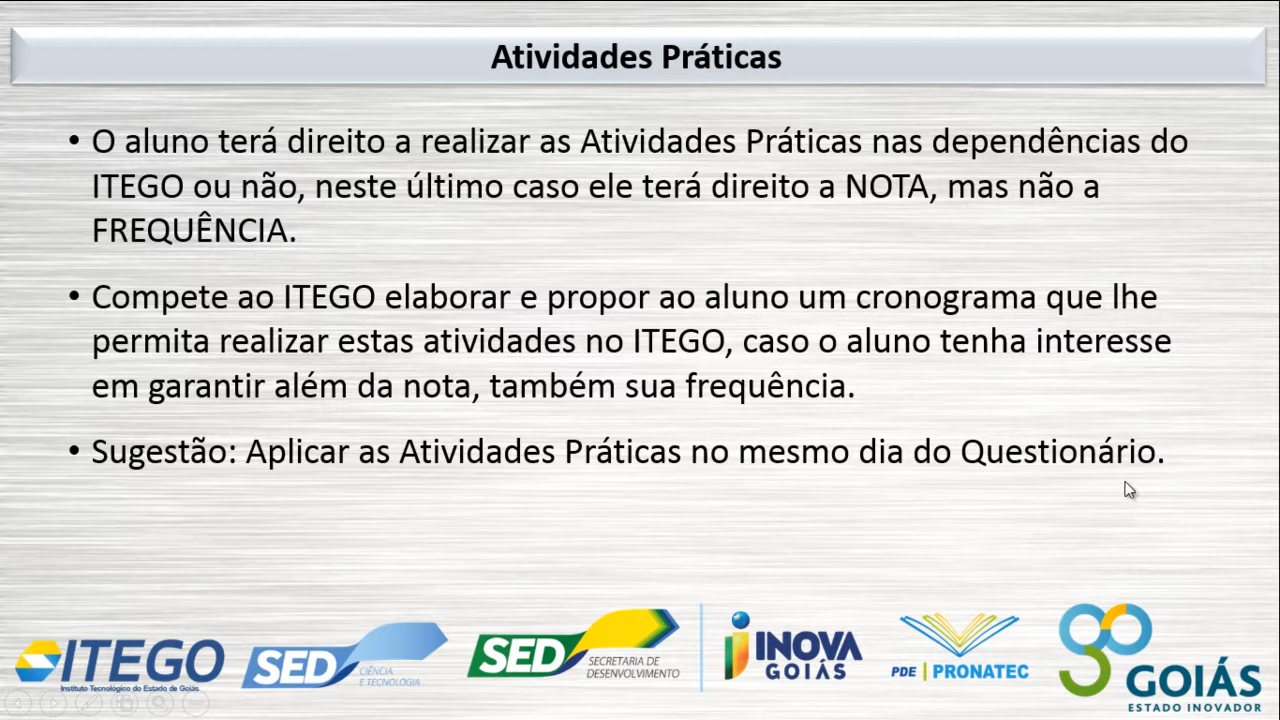 Atividades Práticas
• O aluno terá direito a realizar as Atividades Práticas nas dependências do
ITEGO ou não, neste último caso ele terá direito a NOTA, mas não a
FREQUÊNCIA.
• Compete ao ITEGO elaborar e propor ao aluno um cronograma que lhe
permita realizar estas atividades no ITEGO, caso o aluno tenha interesse
em garantir além da nota, também sua frequência.
• Sugestão: Aplicar as Atividades Práticas no mesmo dia do Questionário.
ITEGO
Instituto Tecnológico do Estado de Goiás
SED
CIÊNCIA
E TECNOLOGIA
SED
SECRETARIA DE
DESENVOLVIMENTO
INOVA
GOIÁS
PDE | PRONATEC
GOIÁS
ESTADO INOVADOR